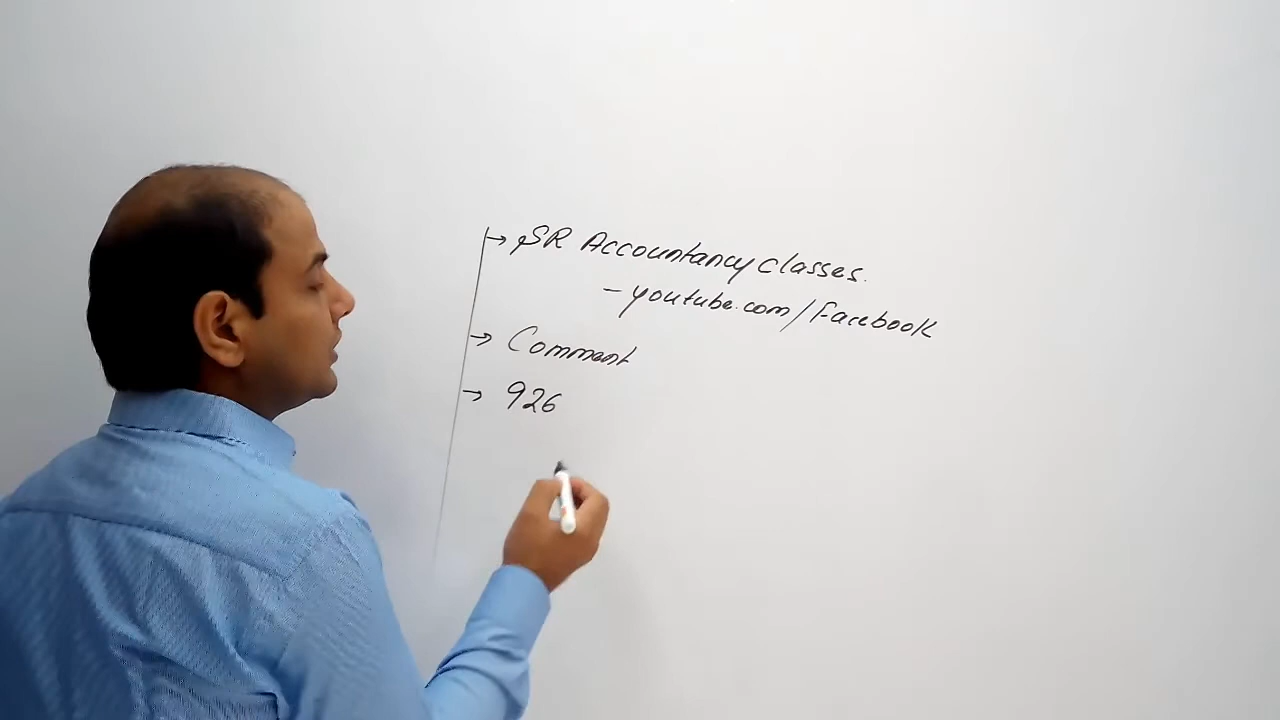 → SR Accountancy classes.
- youtube.com/facebook
→ Comment
→ 926